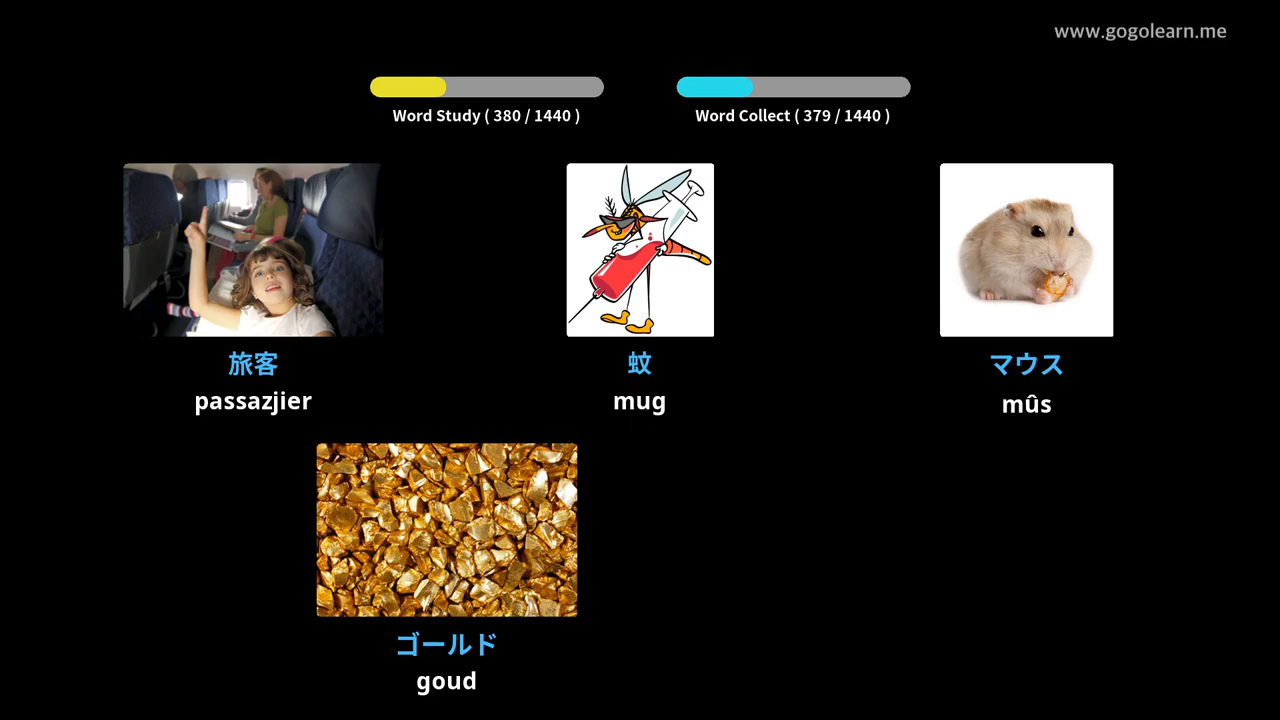 www.gogolearn.me
Word Study ( 380 / 1440 )
Word Collect ( 379 / 1440 )
旅客
passazjier
蚊
mug
マウス
mûs
ゴールド
goud